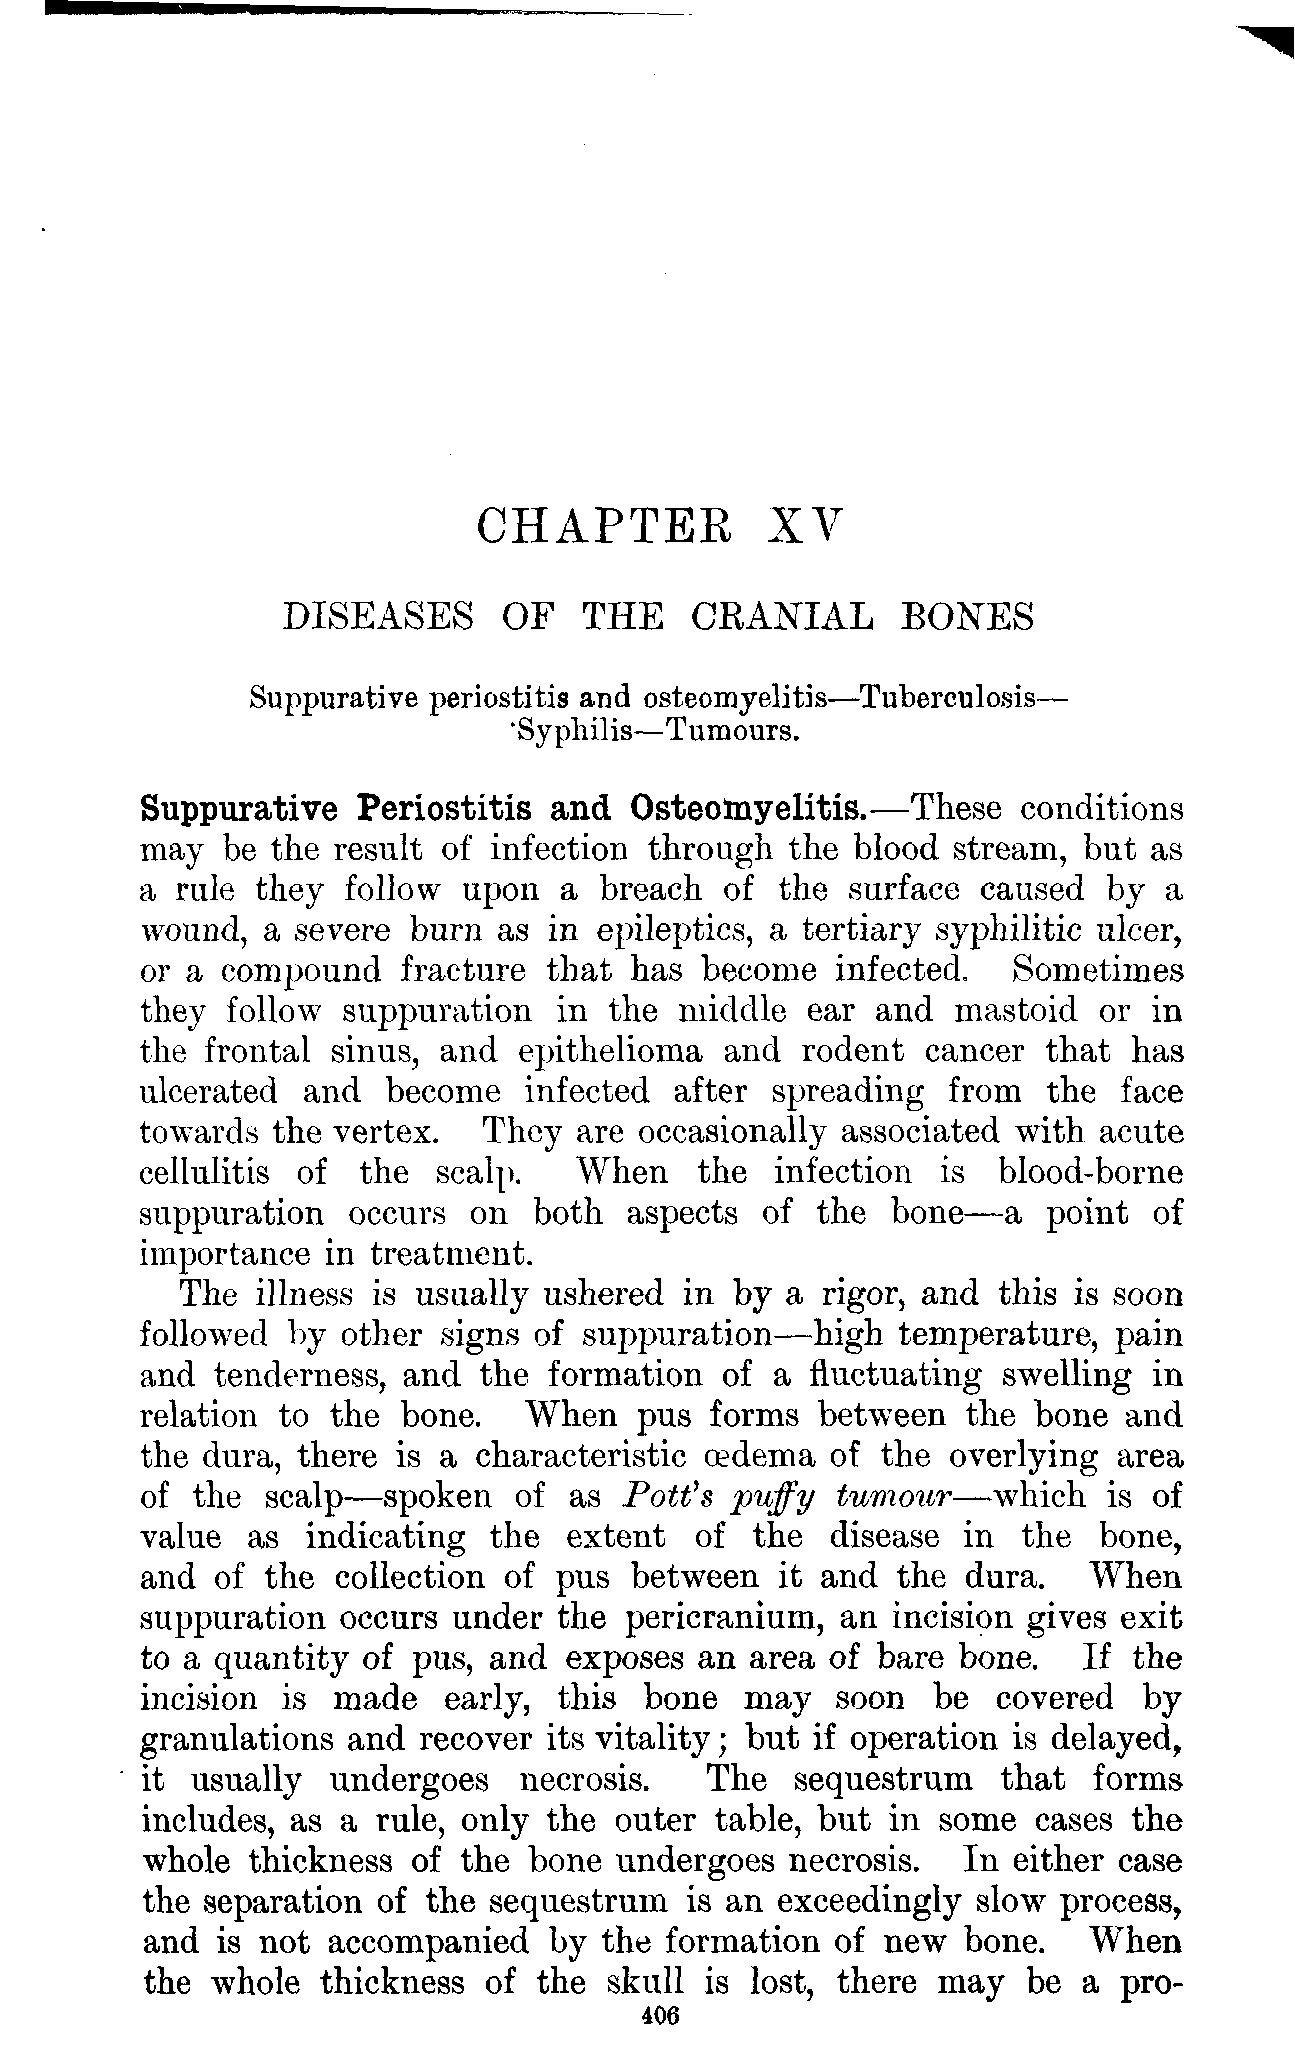 CHAPTER XV
DISEASES OF THE CRANIAL BONES
Suppurative periostitis and osteomyelitis—Tuberculosis—
Syphilis—Tumours.
Suppurative Periostitis and Osteomyelitis.—These conditions
may be the result of infection through the blood stream, but as
a rule they follow upon a breach of the surface caused by a
wound, a severe burn as in epileptics, a tertiary syphilitic ulcer,
or a compound fracture that has become infected. Sometimes
they follow suppuration in the middle ear and mastoid or in
the frontal sinus, and epithelioma and rodent cancer that has
ulcerated and become infected after spreading from the face
towards the vertex. They are occasionally associated with acute
cellulitis of the scalp. When the infection is blood-borne
suppuration occurs on both aspects of the bone—a point of
importance in treatment.
The illness is usually ushered in by a rigor, and this is soon
followed by other signs of suppuration—high temperature, pain
and tenderness, and the formation of a fluctuating swelling in
relation to the bone. When pus forms between the bone and
the dura, there is a characteristic œdema of the overlying area
of the scalp—spoken of as Pott's puffy tumour—which is of
value as indicating the extent of the disease in the bone,
and of the collection of pus between it and the dura. When
suppuration occurs under the pericranium, an incision gives exit
to a quantity of pus, and exposes an area of bare bone. If the
incision is made early, this bone may soon be covered by
granulations and recover its vitality; but if operation is delayed,
it usually undergoes necrosis. The sequestrum that forms
includes, as a rule, only the outer table, but in some cases the
whole thickness of the bone undergoes necrosis. In either case
the separation of the sequestrum is an exceedingly slow process,
and is not accompanied by the formation of new bone. When
the whole thickness of the skull is lost, there may be a pro-
406